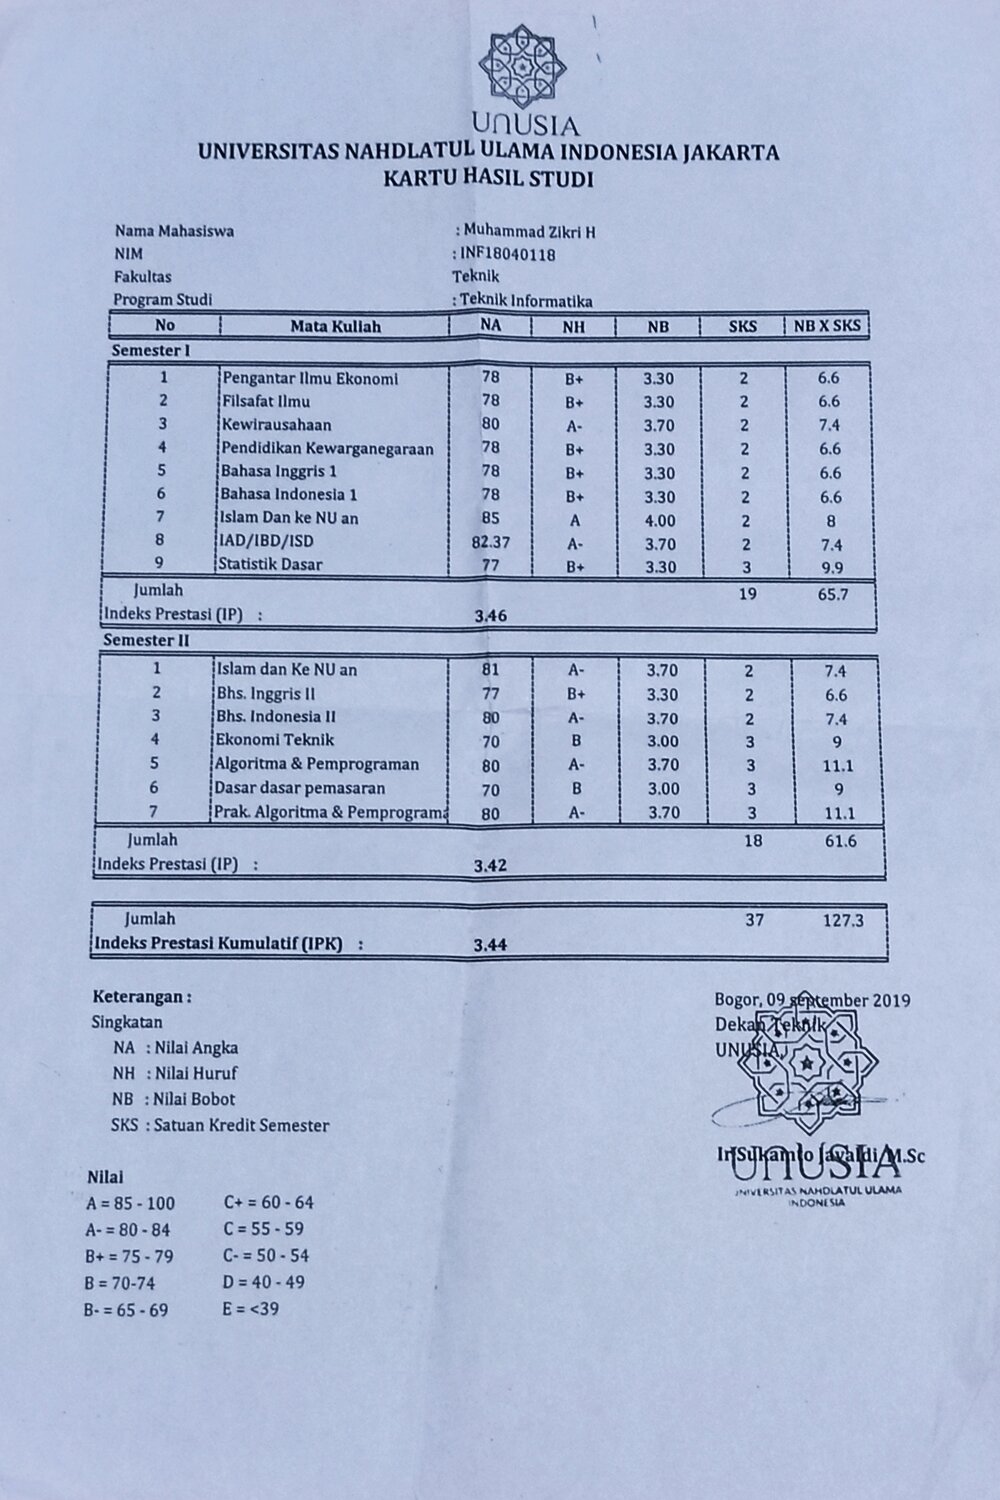 UNUSIA
UNIVERSITAS NAHDLATUL ULAMA INDONESIA JAKARTA
KARTU HASIL STUDI
Nama Mahasiswa : Muhammad Zikri H
NIM : INF18040118
Fakultas Teknik
Program Studi : Teknik Informatika
No Mata Kuliah NA NH NB SKS NB X SKS
Semester I
1 Pengantar Ilmu Ekonomi 78 B+ 3.30 2 6.6
2 Filsafat Ilmu 78 B+ 3.30 2 6.6
3 Kewirausahaan 80 A- 3.70 2 7.4
4 Pendidikan Kewarganegaraan 78 B+ 3.30 2 6.6
5 Bahasa Inggris 1 78 B+ 3.30 2 6.6
6 Bahasa Indonesia 1 78 B+ 3.30 2 6.6
7 Islam Dan ke NU an 85 A 4.00 2 8
8 IAD/IBD/ISD 82.37 A- 3.70 2 7.4
9 Statistik Dasar 77 B+ 3.30 3 9.9
Jumlah 19 65.7
Indeks Prestasi (IP) : 3.46
Semester II
1 Islam dan Ke NU an 81 A- 3.70 2 7.4
2 Bhs. Inggris II 77 B+ 3.30 2 6.6
3 Bhs. Indonesia II 80 A- 3.70 2 7.4
4 Ekonomi Teknik 70 B 3.00 3 9
5 Algoritma & Pemprograman 80 A- 3.70 3 11.1
6 Dasar dasar pemasaran 70 B 3.00 3 9
7 Prak. Algoritma & Pemprograma 80 A- 3.70 3 11.1
Jumlah 18 61.6
Indeks Prestasi (IP) : 3.42
Jumlah 37 127.3
Indeks Prestasi Kumulatif (IPK) : 3.44
Keterangan :
Singkatan
NA : Nilai Angka
NH : Nilai Huruf
NB : Nilai Bobot
SKS : Satuan Kredit Semester
Nilai
A = 85 - 100 C+ = 60 - 64
A- = 80 - 84 C = 55 - 59
B+ = 75 - 79 C- = 50 - 54
B = 70-74 D = 40 - 49
B- = 65 - 69 E = <39
Bogor, 09 september 2019
Dekan Teknik
UNUSIA,
Ir Sukamto M.Sc
UNUSIA
UNIVERSITAS NAHDLATUL ULAMA
INDONESIA